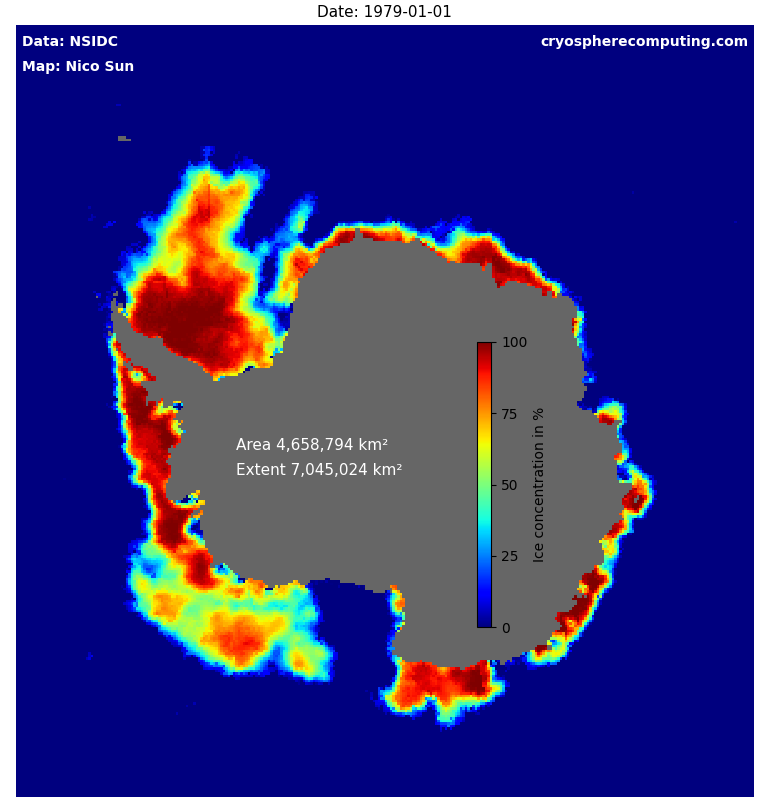 Date: 1979-01-01
Data: NSIDC
cryospherecomputing.com
Map: Nico Sun
100
75
50
25
0
Ice concentration in %
Area 4,658,794 km²
Extent 7,045,024 km²